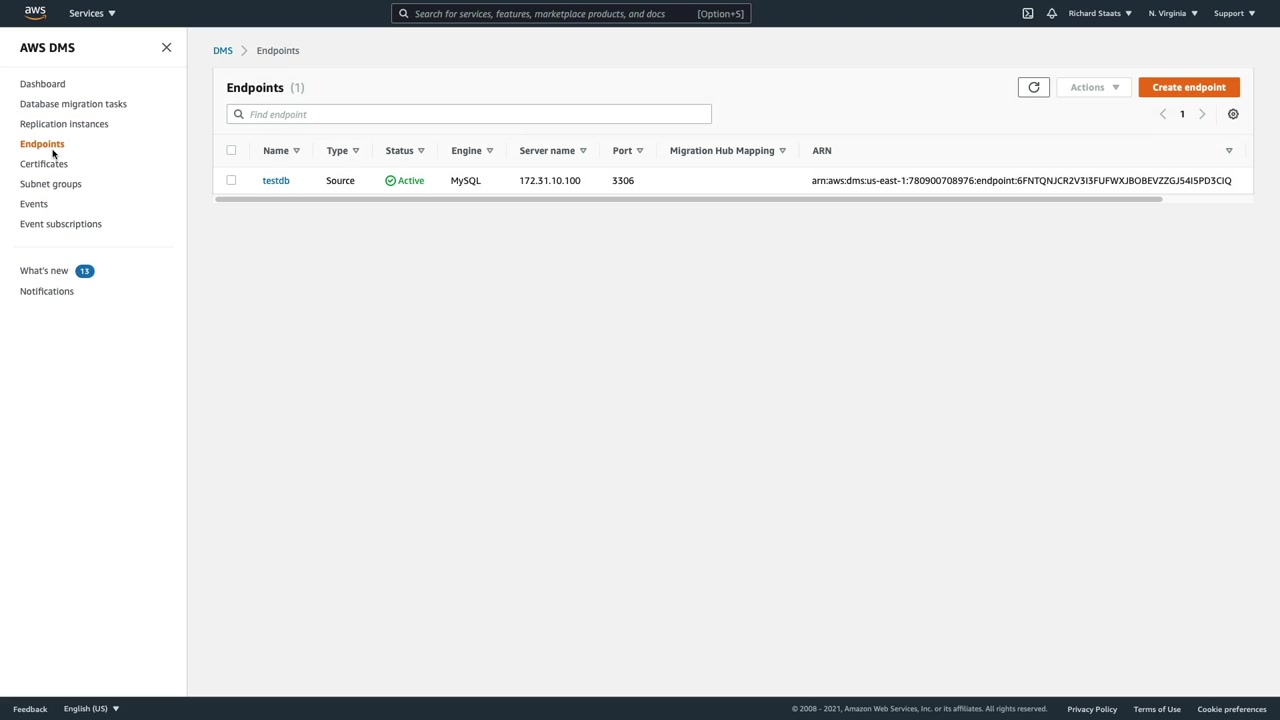 aws Services Search for services, features, marketplace products, and docs [Option+S] Richard Staats N. Virginia Support
AWS DMS
Dashboard
Database migration tasks
Replication instances
Endpoints
Certificates
Subnet groups
Events
Event subscriptions
What's new 13
Notifications
DMS Endpoints
Endpoints (1) Actions Create endpoint
Find endpoint 1
Name Type Status Engine Server name Port Migration Hub Mapping ARN
testdb Source Active MySQL 172.31.10.100 3306 arn:aws:dms:us-east-1:780900708976:endpoint:6FNTQNJCR2V3I3FUFWXJBOBEVZZGJ54I5PD3CIQ
Feedback English (US) © 2008 - 2021, Amazon Web Services, Inc. or its affiliates. All rights reserved. Privacy Policy Terms of Use Cookie preferences